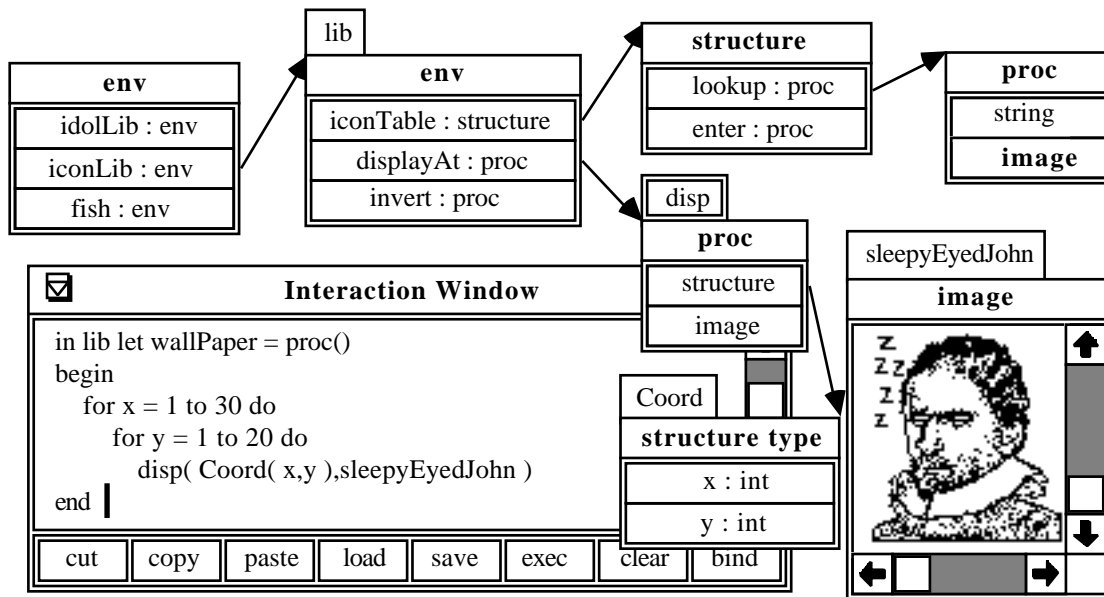 env
idolLib : env
iconLib : env
fish : env
lib
env
iconTable : structure
displayAt : proc
invert : proc
structure
lookup : proc
enter : proc
proc
string
image
disp
proc
structure
image
sleepyEyedJohn
image
z
z z
z
z
Interaction Window
in lib let wallPaper = proc()
begin
for x = 1 to 30 do
for y = 1 to 20 do
disp( Coord( x,y ),sleepyEyedJohn )
end
Coord
structure type
x : int
y : int
cut copy paste load save exec clear bind